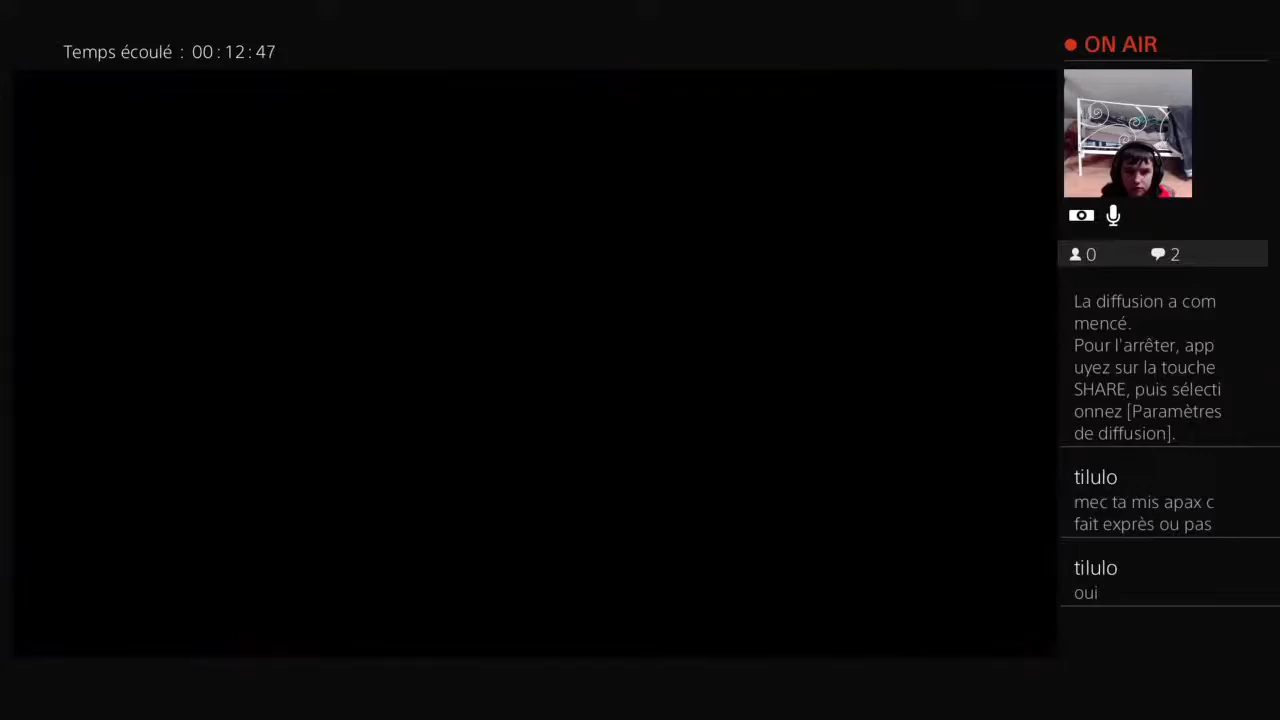 Temps écoulé : 00:12:47
ON AIR
0 2
La diffusion a com
mencé.
Pour l'arrêter, app
uyez sur la touche
SHARE, puis sélecti
onnez [Paramètres
de diffusion].
tilulo
mec ta mis apax c
fait exprès ou pas
tilulo
oui